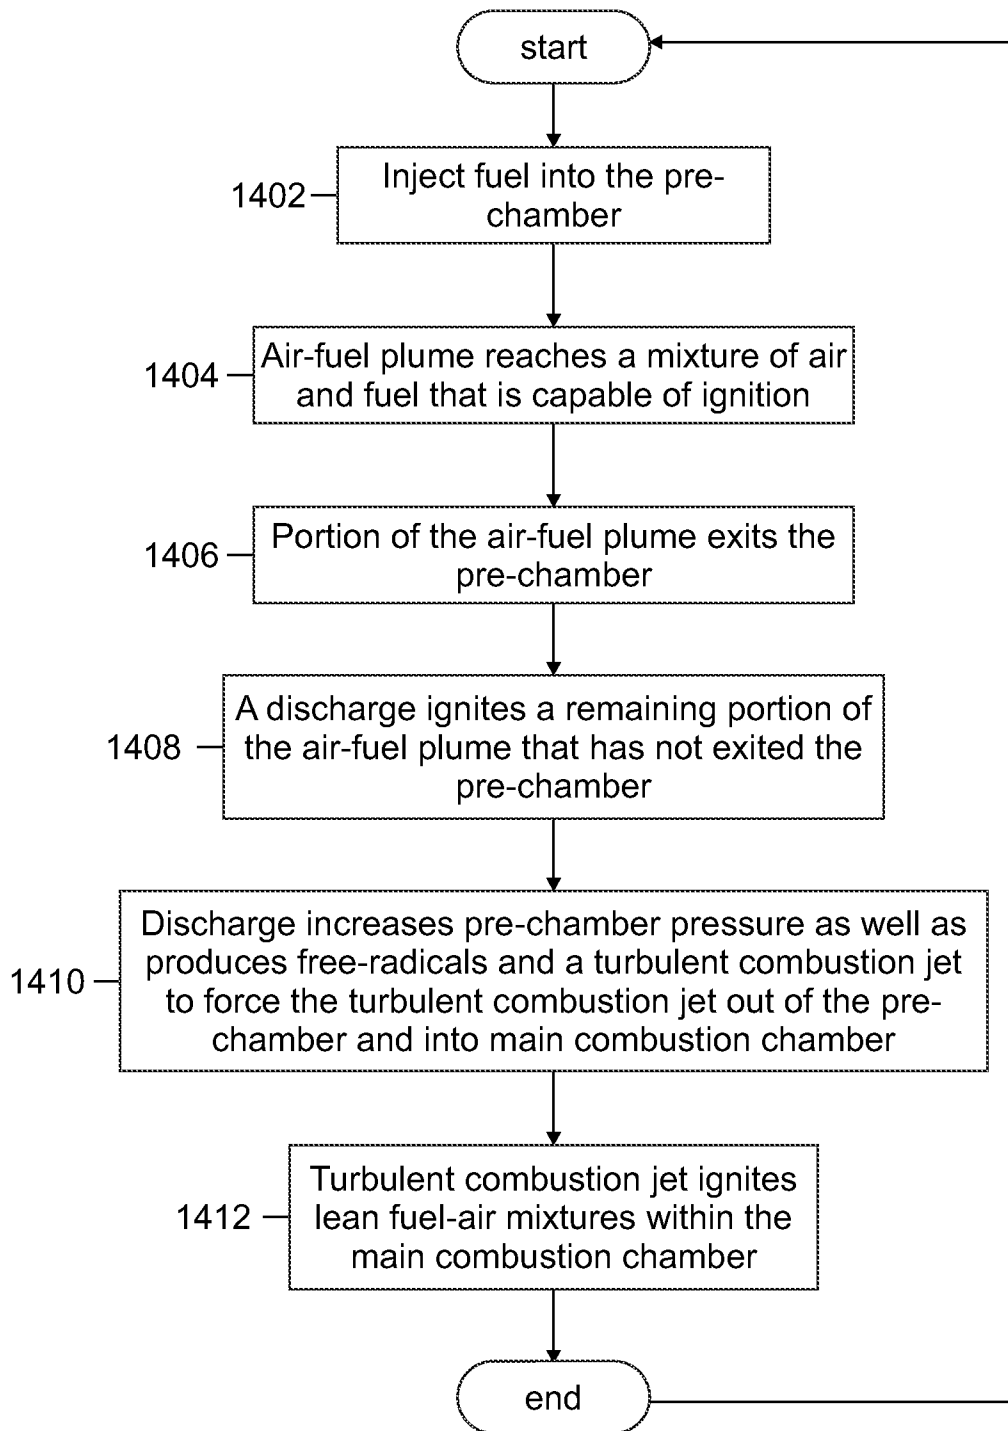 start
1402
Inject fuel into the pre-
chamber
1404
Air-fuel plume reaches a mixture of air
and fuel that is capable of ignition
1406
Portion of the air-fuel plume exits the
pre-chamber
1408
A discharge ignites a remaining portion of
the air-fuel plume that has not exited the
pre-chamber
1410
Discharge increases pre-chamber pressure as well as
produces free-radicals and a turbulent combustion jet
to force the turbulent combustion jet out of the pre-
chamber and into main combustion chamber
1412
Turbulent combustion jet ignites
lean fuel-air mixtures within the
main combustion chamber
end